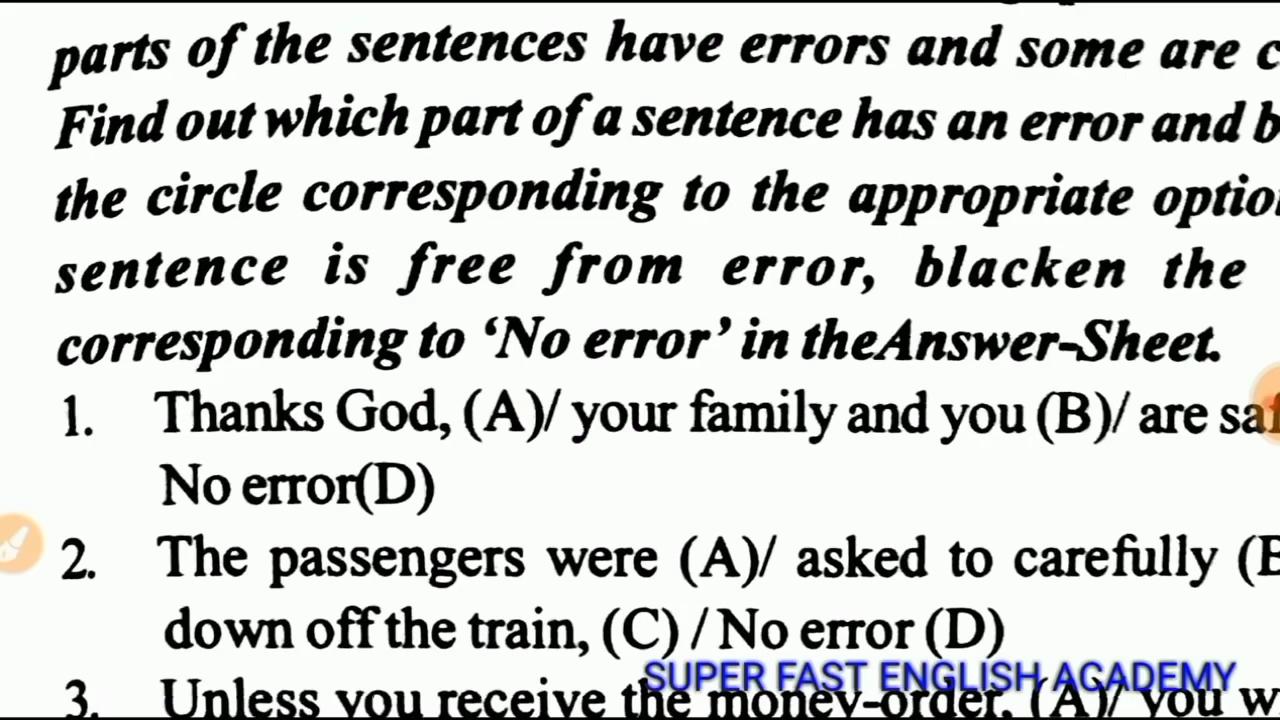 parts of the sentences have errors and some are c
Find out which part of a sentence has an error and b
the circle corresponding to the appropriate optio
sentence is free from error, blacken the
corresponding to ‘No error’ in theAnswer-Sheet.
1. Thanks God, (A)/ your family and you (B)/ are sa
No error(D)
2. The passengers were (A)/ asked to carefully (B
down off the train, (C) / No error (D)
SUPER FAST ENGLISH ACADEMY
3. Unless you receive the money-order, (A)/ you w